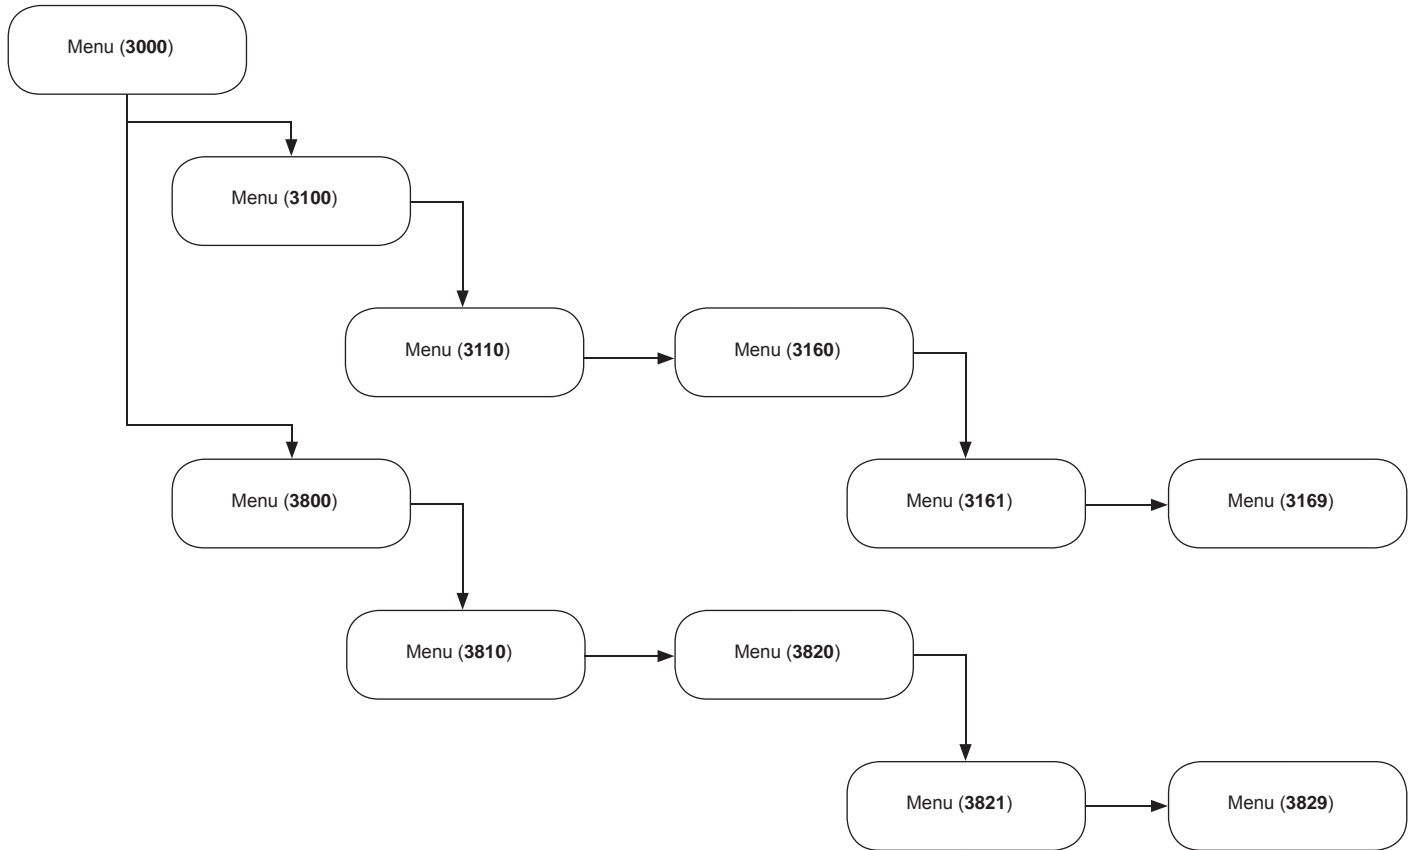 Menu (3000)
Menu (3100)
Menu (3110)
Menu (3160)
Menu (3800)
Menu (3161)
Menu (3169)
Menu (3810)
Menu (3820)
Menu (3821)
Menu (3829)